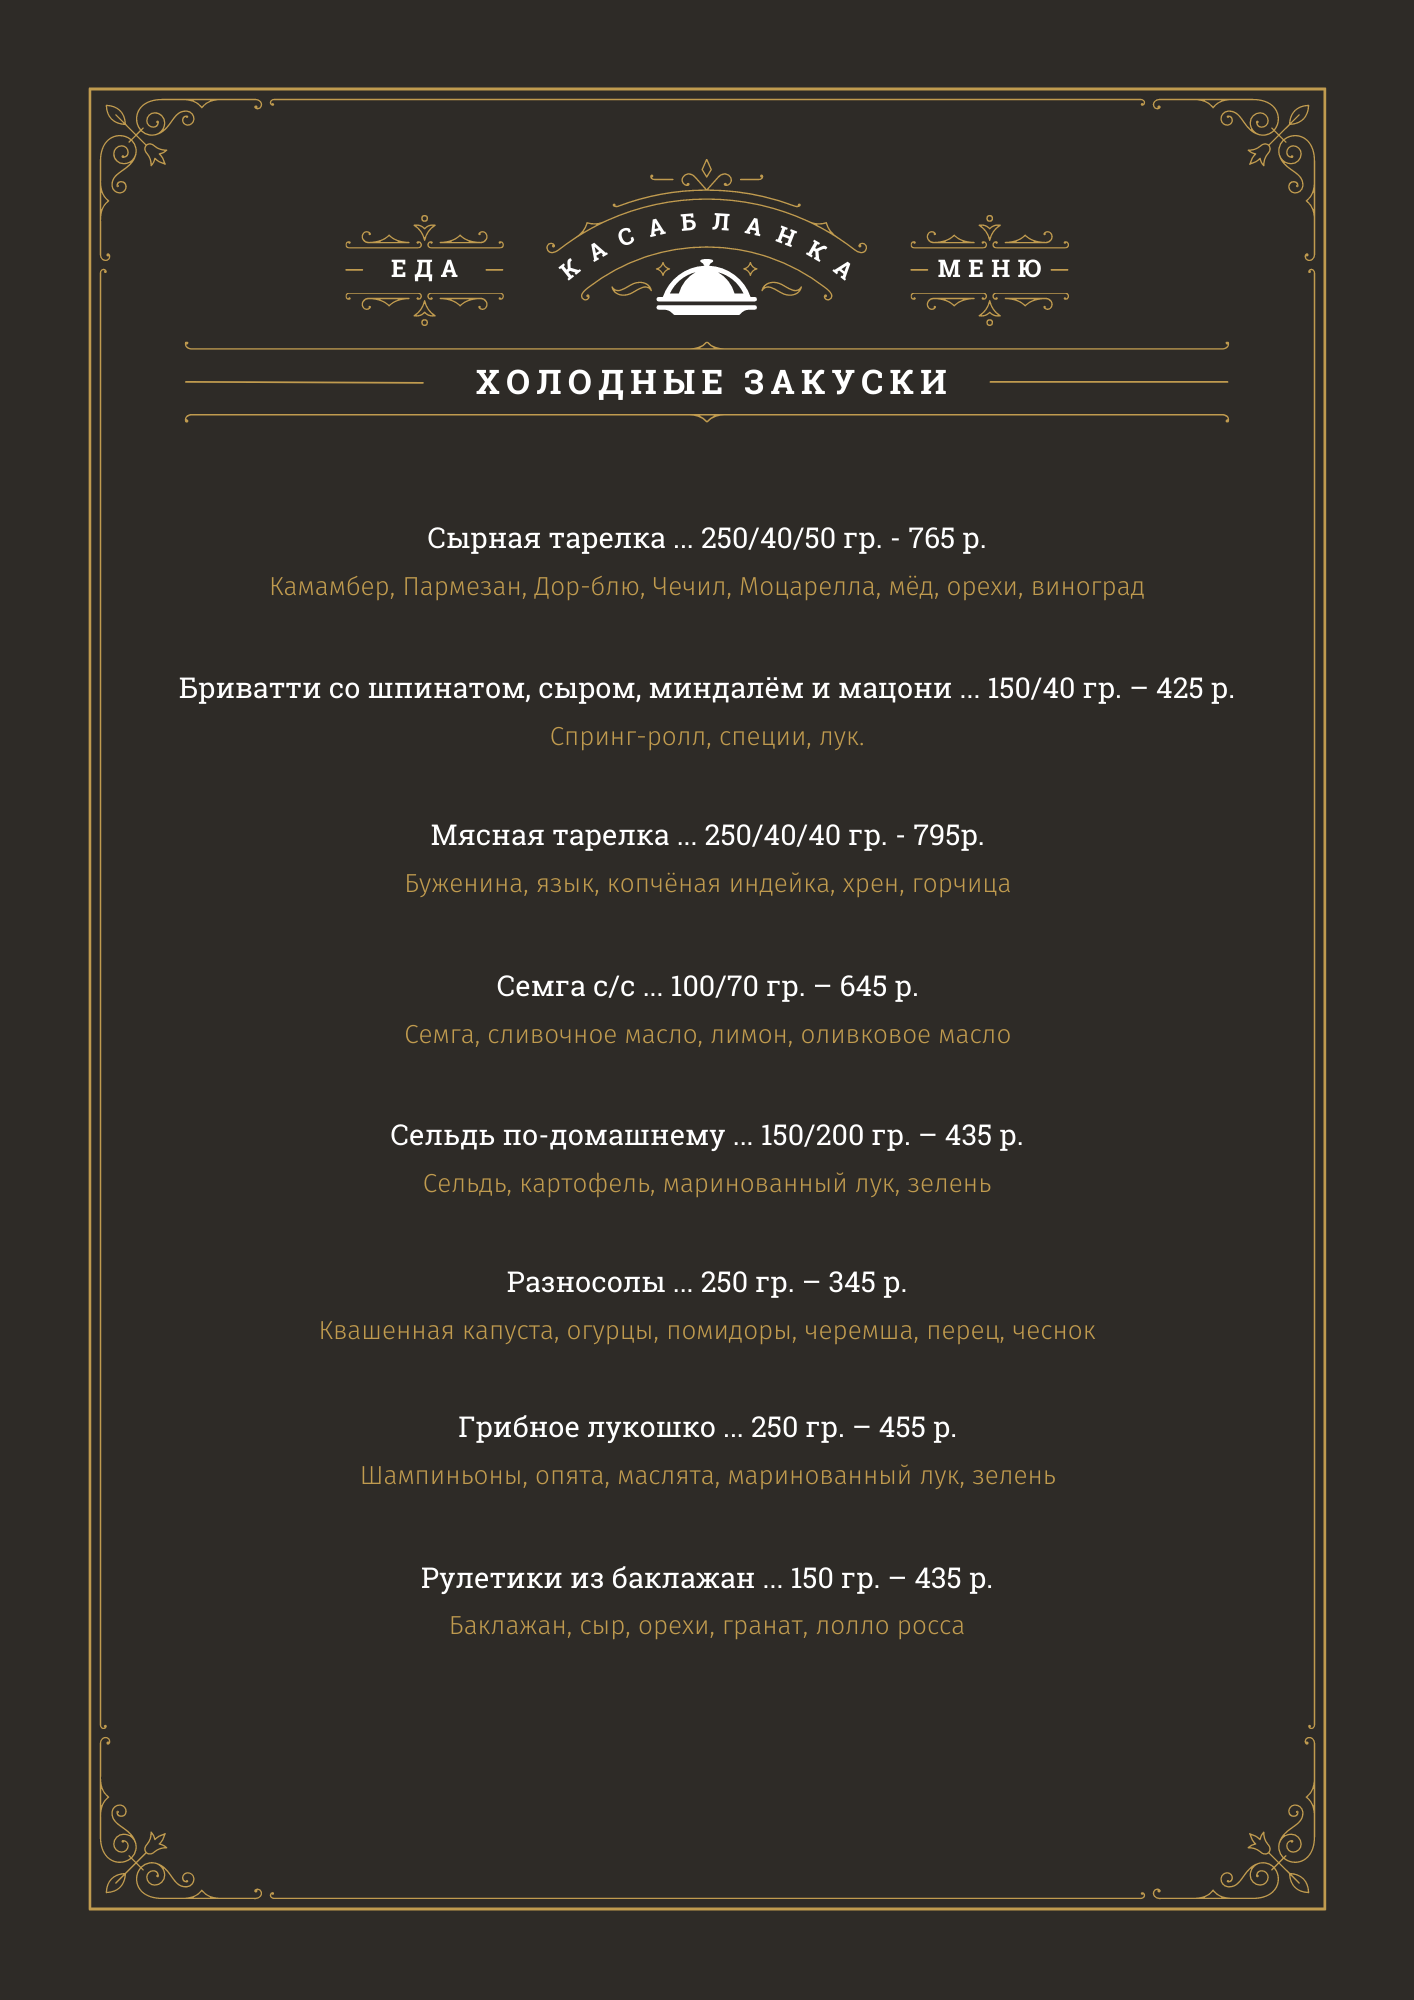 КАСАБЛАНКА
ЕДА
МЕНЮ
ХОЛОДНЫЕ ЗАКУСКИ
Сырная тарелка ... 250/40/50 гр. - 765 р.
Камамбер, Пармезан, Дор-блю, Чечил, Моцарелла, мёд, орехи, виноград
Бриватти со шпинатом, сыром, миндалём и мацони ... 150/40 гр. – 425 р.
Спринг-ролл, специи, лук.
Мясная тарелка ... 250/40/40 гр. - 795р.
Буженина, язык, копчёная индейка, хрен, горчица
Семга с/с ... 100/70 гр. – 645 р.
Семга, сливочное масло, лимон, оливковое масло
Сельдь по-домашнему ... 150/200 гр. – 435 р.
Сельдь, картофель, маринованный лук, зелень
Разносолы ... 250 гр. – 345 р.
Квашенная капуста, огурцы, помидоры, черемша, перец, чеснок
Грибное лукошко ... 250 гр. – 455 р.
Шампиньоны, опята, маслята, маринованный лук, зелень
Рулетики из баклажан ... 150 гр. – 435 р.
Баклажан, сыр, орехи, гранат, лолло росса